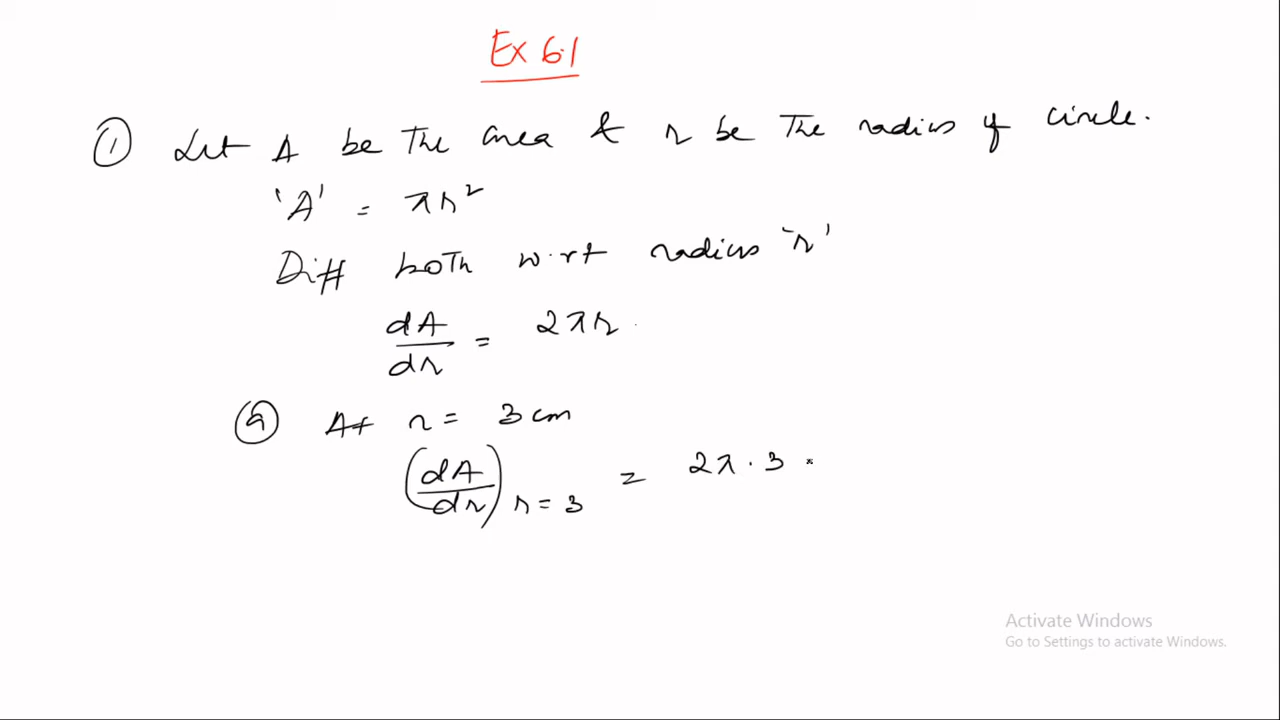 Ex 6.1
① Let A be the area & r be the radius of circle.
'A' = πr²
Diff both w.r.t radius 'r'
dA/dr = 2πr
ⓐ At r = 3 cm
(dA/dr) r = 3 = 2π . 3
Activate Windows
Go to Settings to activate Windows.